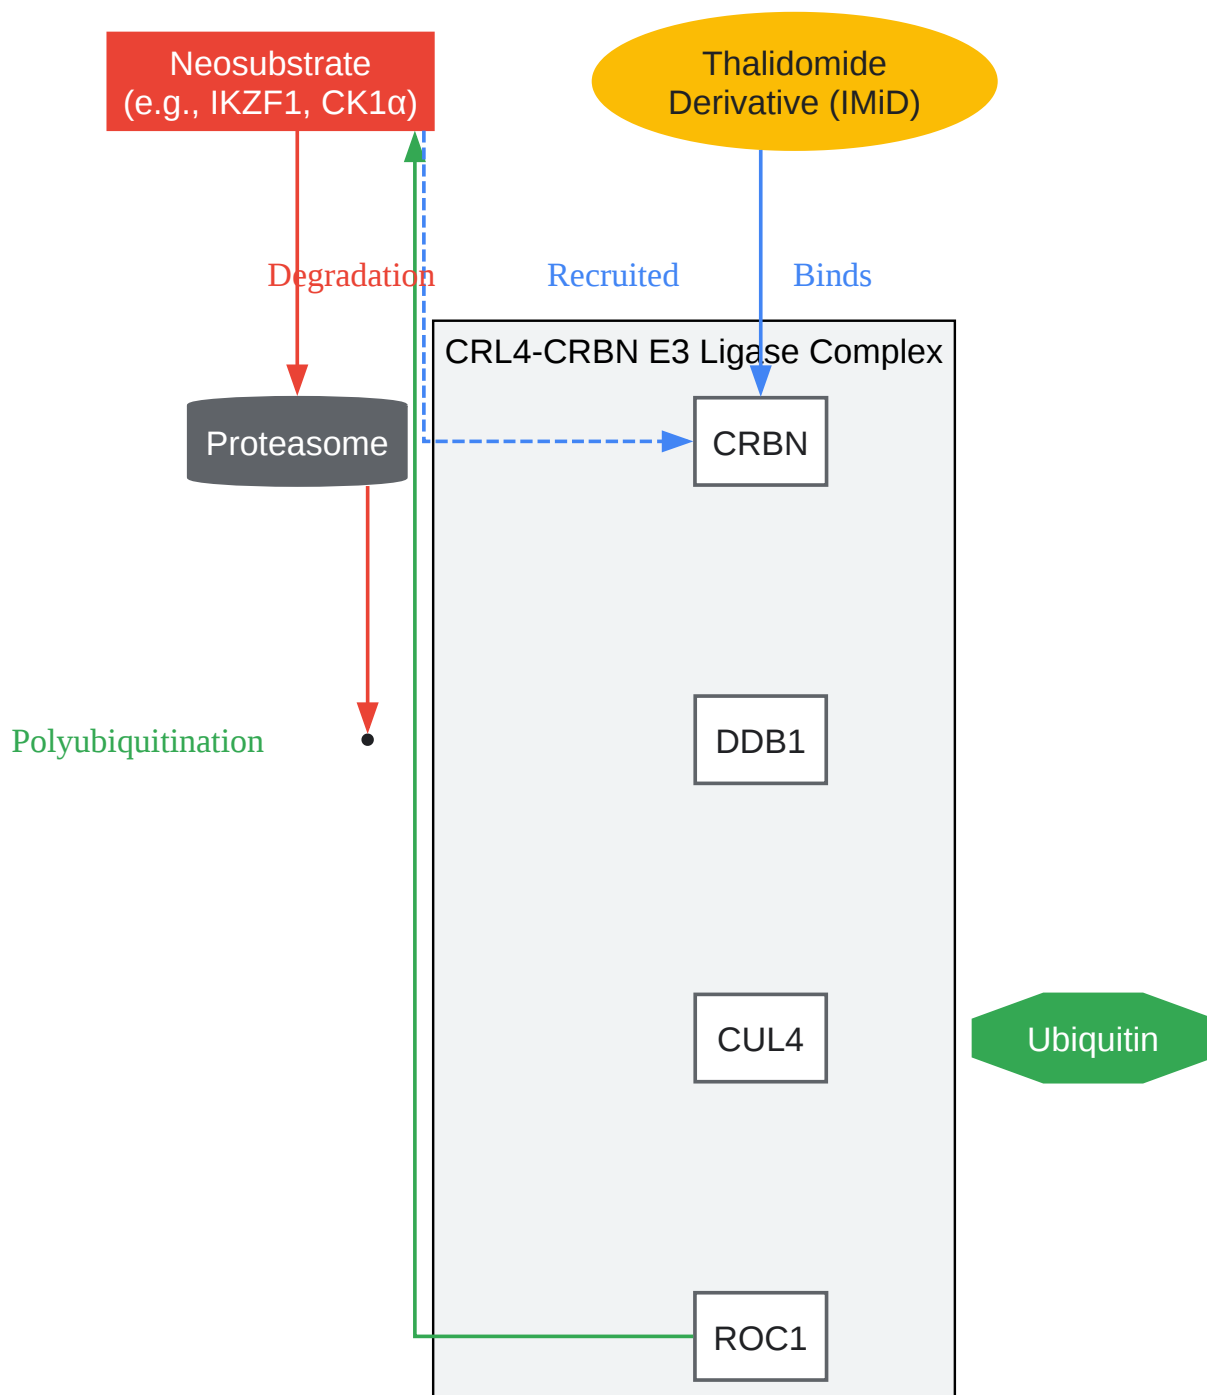 Neosubstrate
(e.g., IKZF1, CK1α)
Thalidomide
Derivative (IMiD)
Degradation
Recruited
Binds
CRL4-CRBN E3 Ligase Complex
Proteasome
CRBN
Polyubiquitination
DDB1
CUL4
Ubiquitin
ROC1